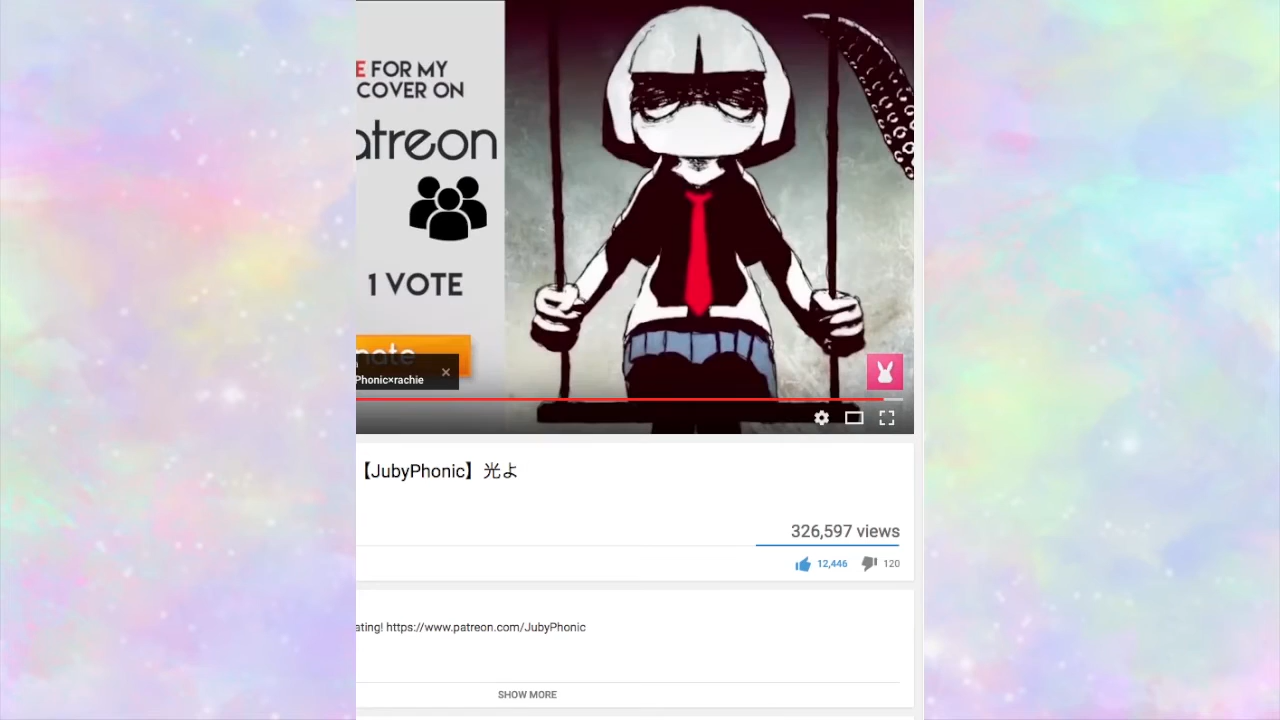 E FOR MY
COVER ON
atreon
1 VOTE
nate
Phonic×rachie
【JubyPhonic】光よ
326,597 views
12,446 120
ating! https://www.patreon.com/JubyPhonic
SHOW MORE